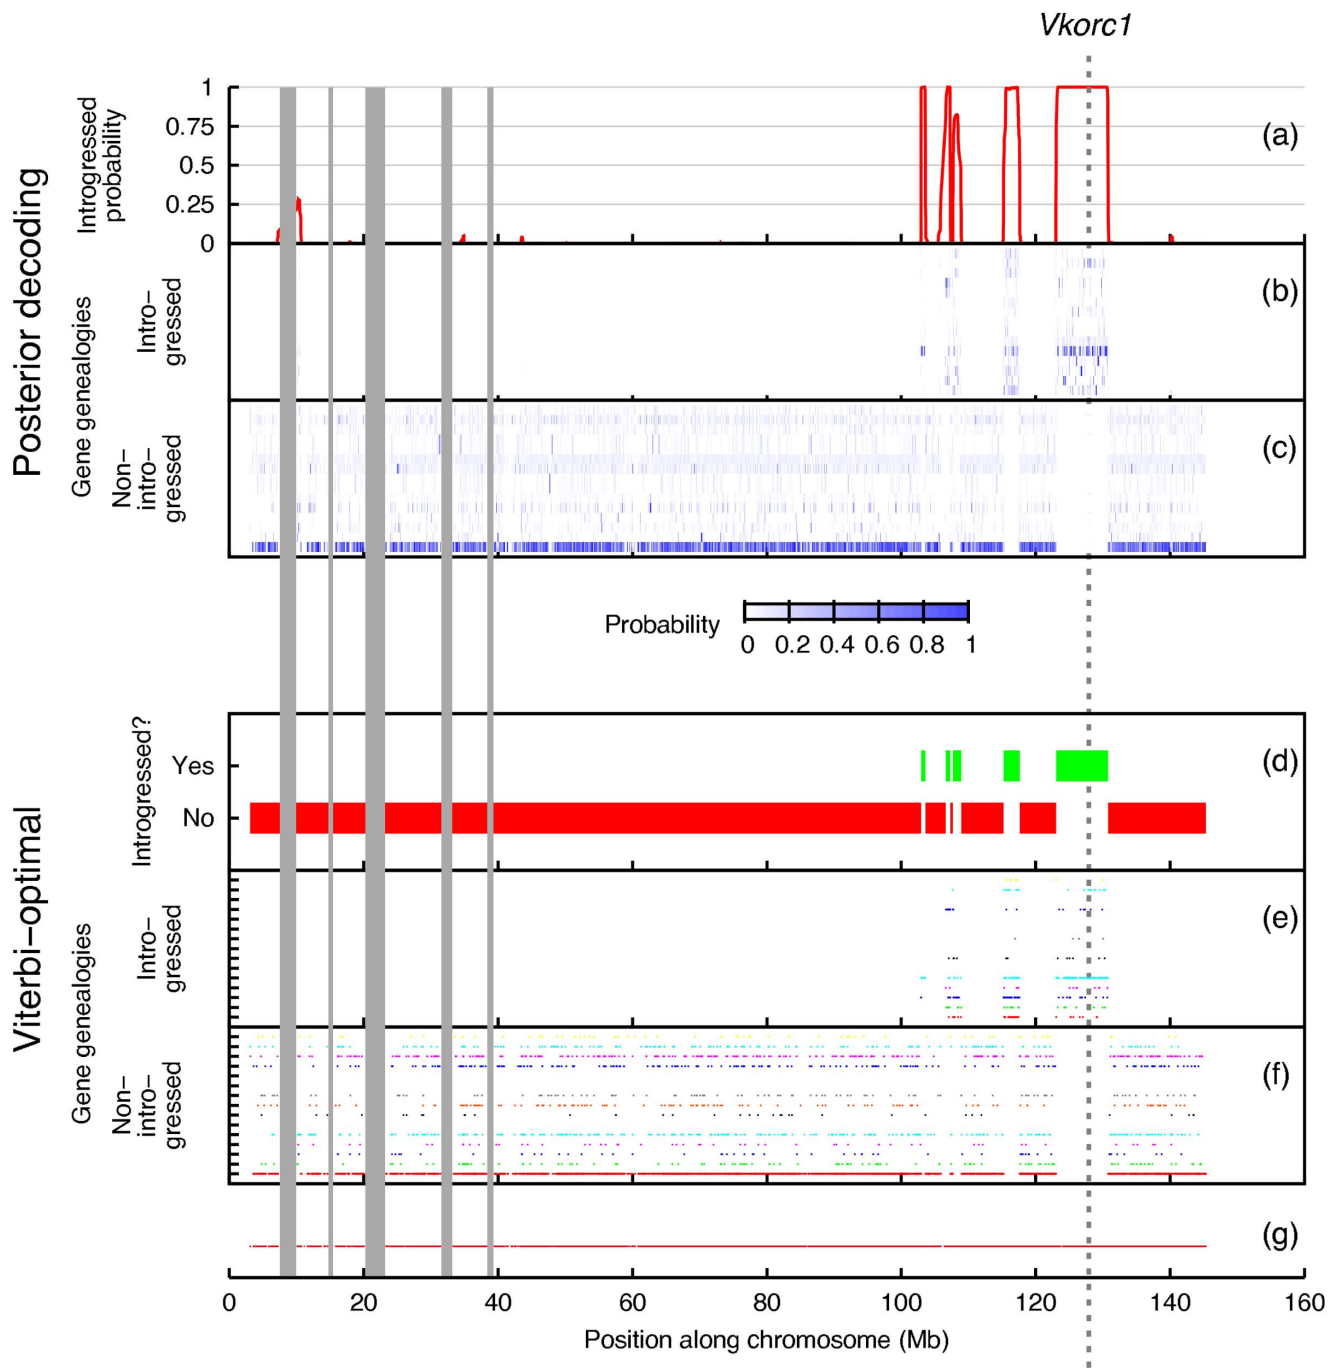 Vkorc1
Posterior decoding
Introgressed
probability
1
0.75
0.5
0.25
0
(a)
Gene genealogies
Intro-
gressed
(b)
Non-
intro-
gressed
(c)
Probability
0 0.2 0.4 0.6 0.8 1
Viterbi-optimal
Introgressed?
Yes
No
(d)
Gene genealogies
Intro-
gressed
(e)
Non-
intro-
gressed
(f)
(g)
0 20 40 60 80 100 120 140 160
Position along chromosome (Mb)